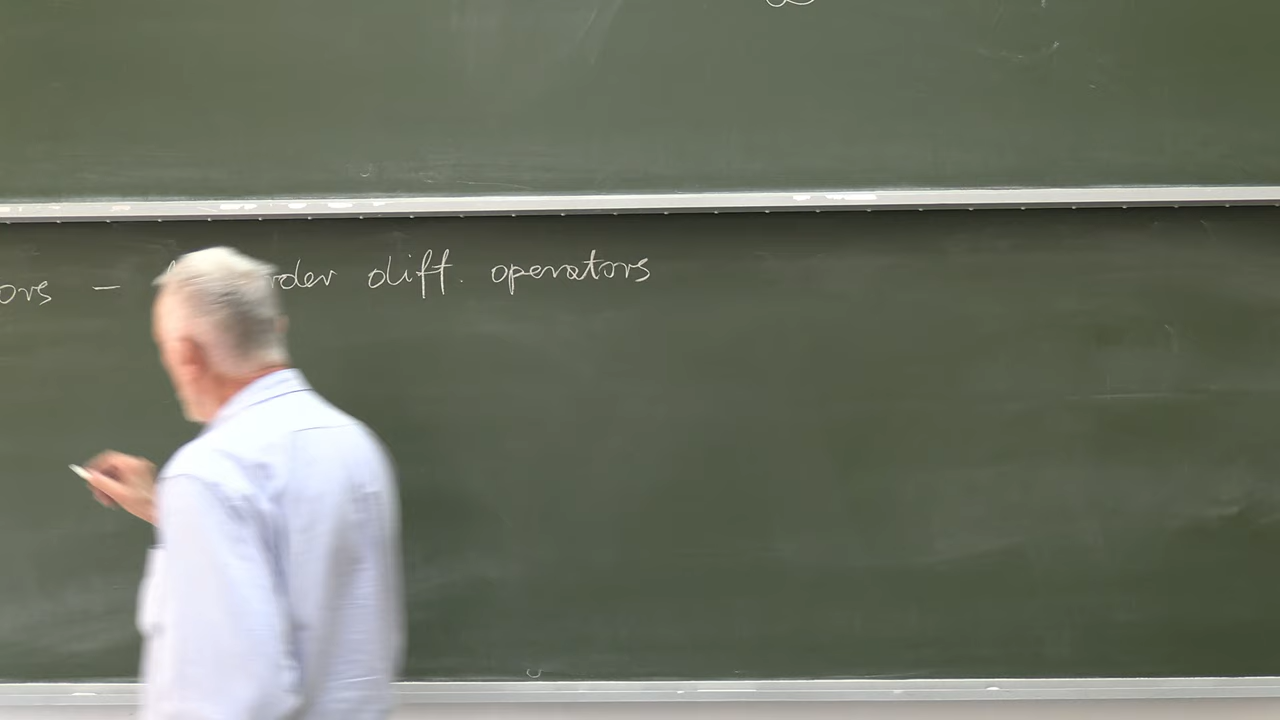 ors – rder diff. operators